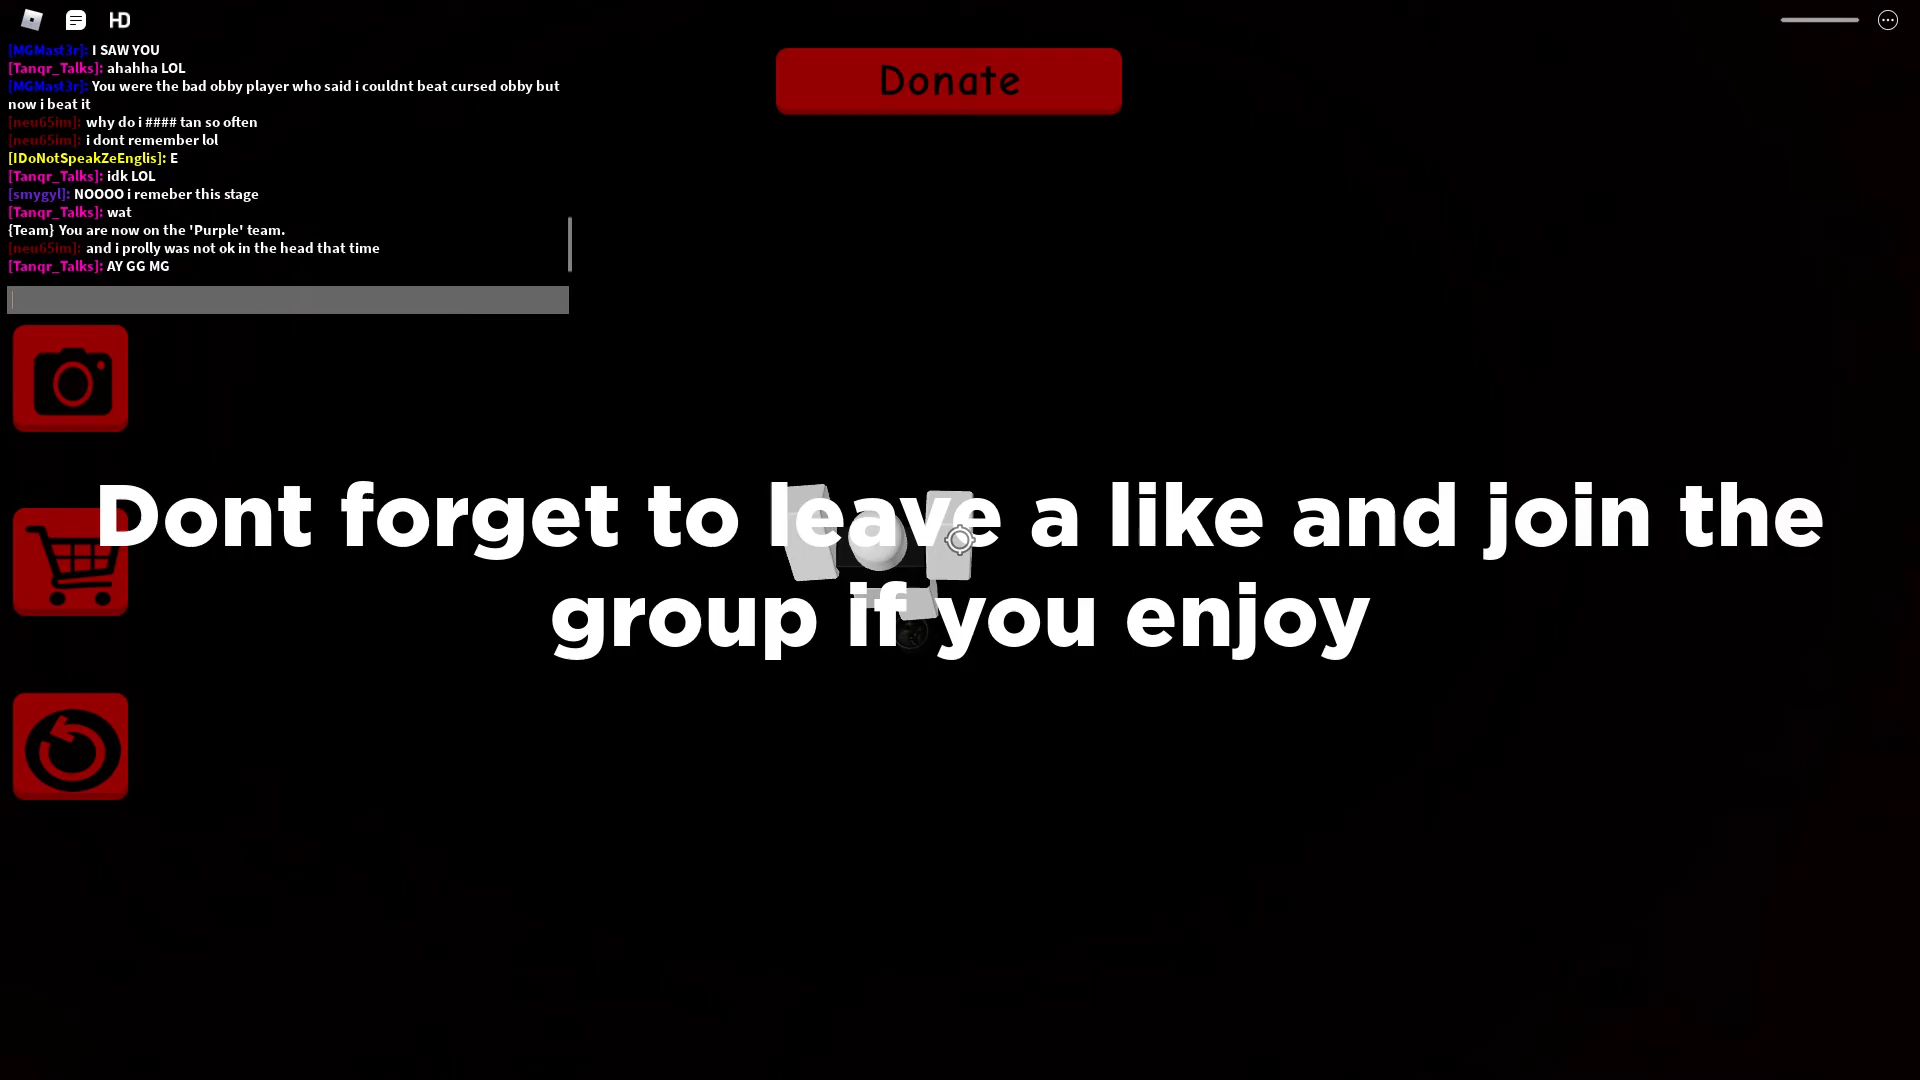 HD
[MGMast3r]: I SAW YOU
[Tanqr_Talks]: ahahha LOL
[MGMast3r]: You were the bad obby player who said i couldnt beat cursed obby but
now i beat it
[neu65im]: why do i #### tan so often
[neu65im]: i dont remember lol
[IDoNotSpeakZeEnglis]: E
[Tanqr_Talks]: idk LOL
[smygyl]: NOOOO i remeber this stage
[Tanqr_Talks]: wat
{Team} You are now on the 'Purple' team.
[neu65im]: and i prolly was not ok in the head that time
[Tanqr_Talks]: AY GG MG
Donate
Dont forget to leave a like and join the
group if you enjoy